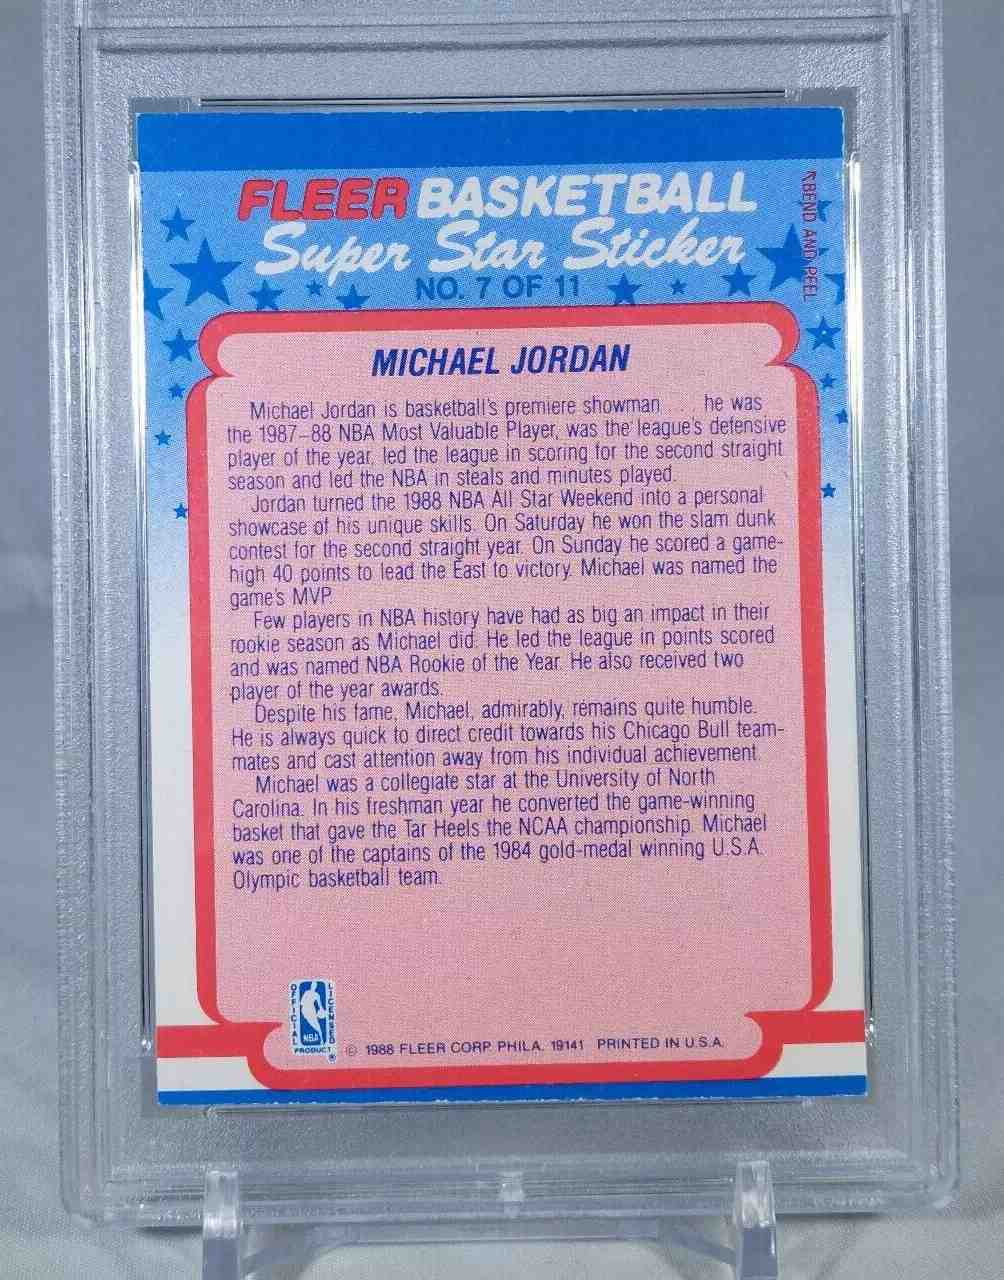 FLEER BASKETBALL
Super Star Sticker
NO. 7 OF 11
BEND AND PEEL
MICHAEL JORDAN
Michael Jordan is basketball's premiere showman . . . he was
the 1987-88 NBA Most Valuable Player, was the league's defensive
player of the year, led the league in scoring for the second straight
season and led the NBA in steals and minutes played.
Jordan turned the 1988 NBA All Star Weekend into a personal
showcase of his unique skills. On Saturday he won the slam dunk
contest for the second straight year. On Sunday he scored a game-
high 40 points to lead the East to victory. Michael was named the
game's MVP.
Few players in NBA history have had as big an impact in their
rookie season as Michael did. He led the league in points scored
and was named NBA Rookie of the Year. He also received two
player of the year awards.
Despite his fame, Michael, admirably, remains quite humble.
He is always quick to direct credit towards his Chicago Bull team-
mates and cast attention away from his individual achievement.
Michael was a collegiate star at the University of North
Carolina. In his freshman year he converted the game-winning
basket that gave the Tar Heels the NCAA championship. Michael
was one of the captains of the 1984 gold-medal winning U.S.A.
Olympic basketball team.
OFFICIAL LICENSED
NBA
PRODUCT ®
© 1988 FLEER CORP. PHILA. 19141 PRINTED IN U.S.A.